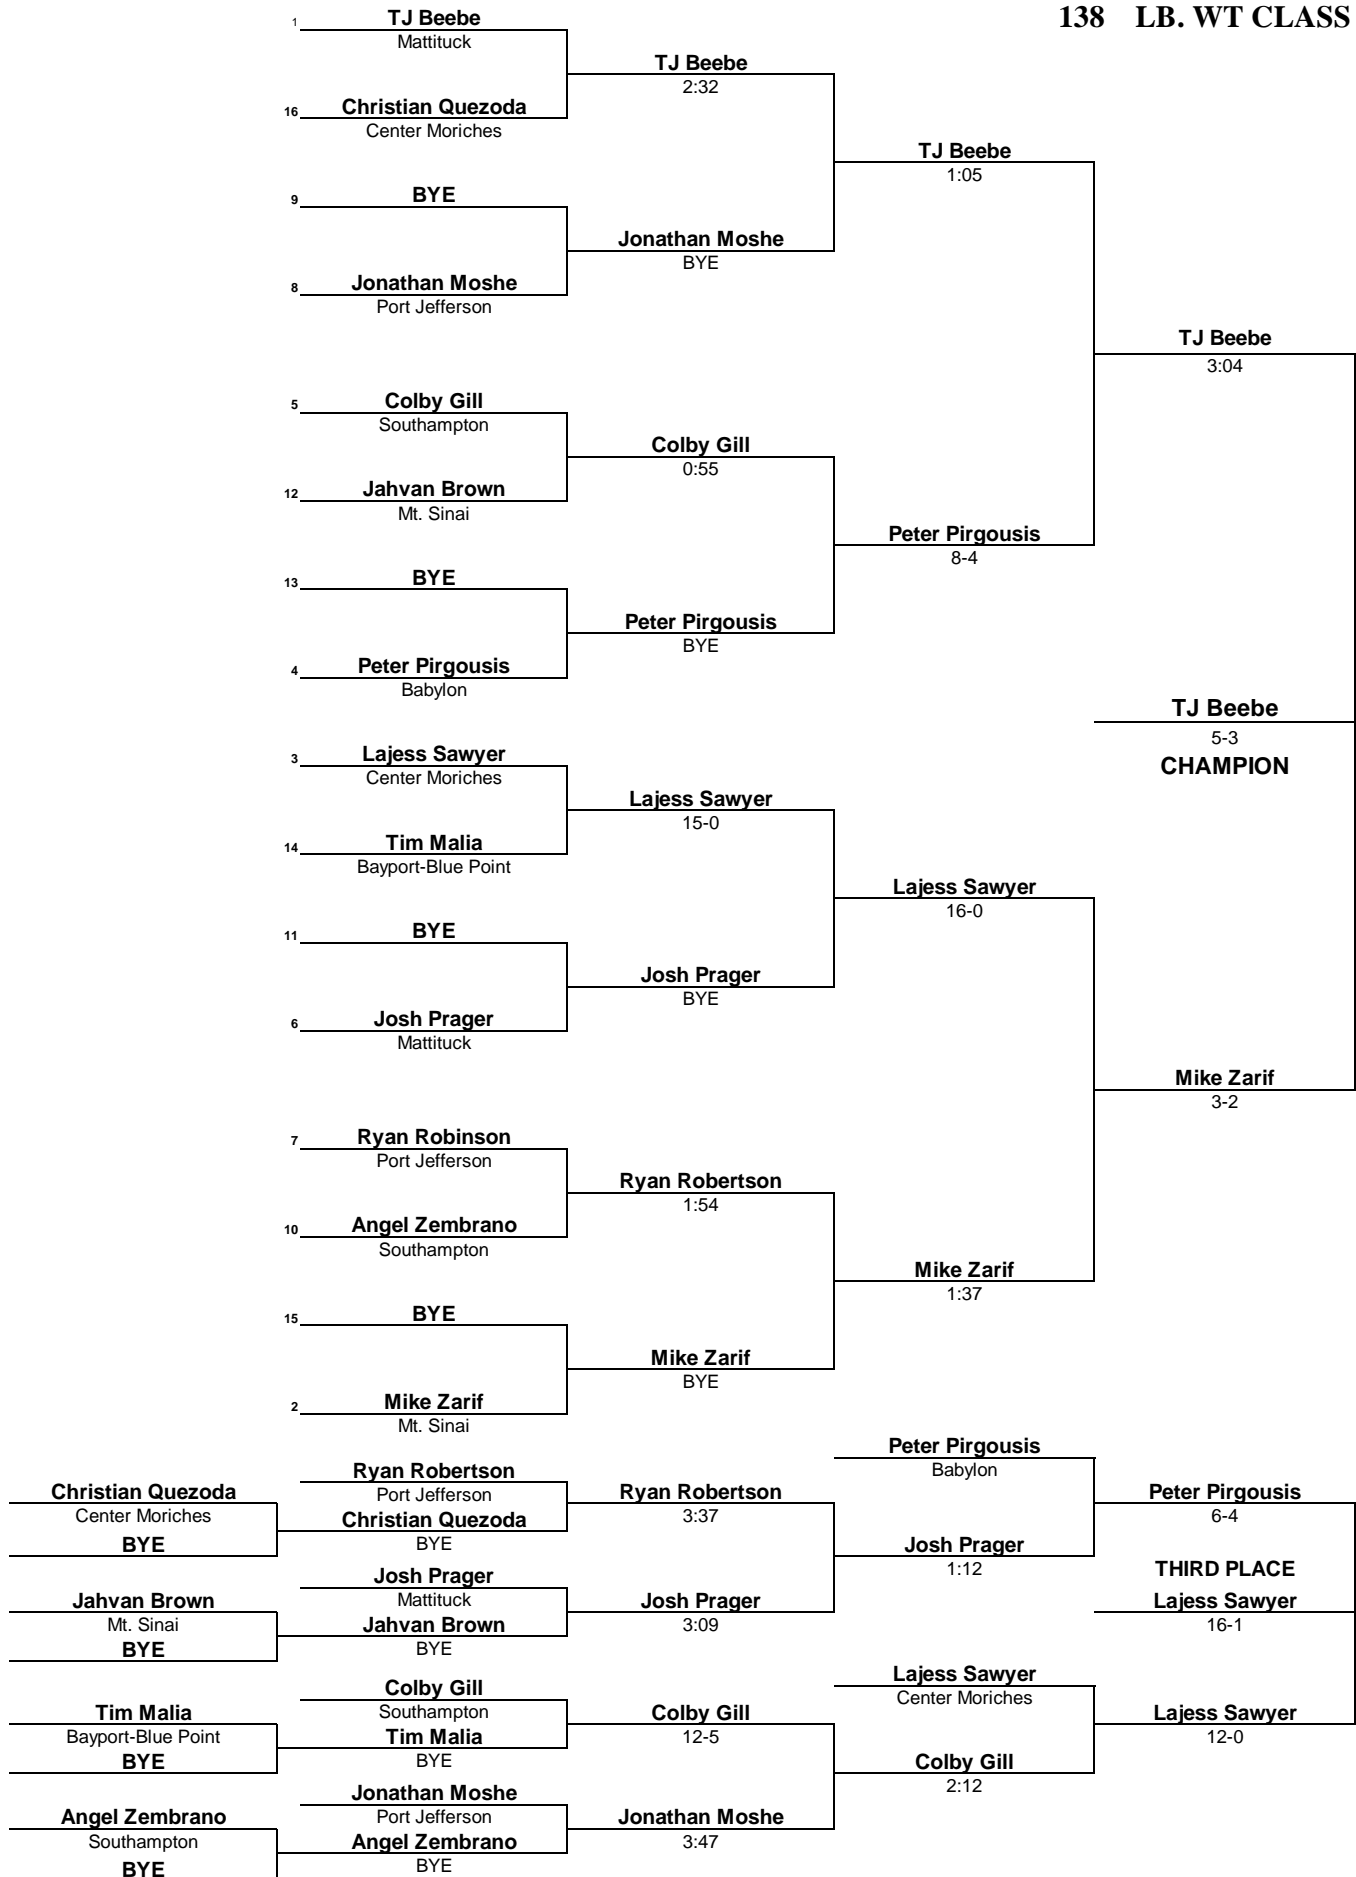 138 LB. WT CLASS
1 TJ Beebe
Mattituck
TJ Beebe
2:32
16 Christian Quezoda
Center Moriches
TJ Beebe
1:05
9 BYE
Jonathan Moshe
BYE
8 Jonathan Moshe
Port Jefferson
TJ Beebe
3:04
5 Colby Gill
Southampton
Colby Gill
0:55
12 Jahvan Brown
Mt. Sinai
Peter Pirgousis
8-4
13 BYE
Peter Pirgousis
BYE
4 Peter Pirgousis
Babylon
TJ Beebe
5-3
CHAMPION
3 Lajess Sawyer
Center Moriches
Lajess Sawyer
15-0
14 Tim Malia
Bayport-Blue Point
Lajess Sawyer
16-0
11 BYE
Josh Prager
BYE
6 Josh Prager
Mattituck
Mike Zarif
3-2
7 Ryan Robinson
Port Jefferson
Ryan Robertson
1:54
10 Angel Zembrano
Southampton
Mike Zarif
1:37
15 BYE
Mike Zarif
BYE
2 Mike Zarif
Mt. Sinai
Christian Quezoda
Center Moriches
BYE
Jahvan Brown
Mt. Sinai
BYE
Tim Malia
Bayport-Blue Point
BYE
Angel Zembrano
Southampton
BYE
Ryan Robertson
Port Jefferson
Christian Quezoda
BYE
Josh Prager
Mattituck
Jahvan Brown
BYE
Colby Gill
Southampton
Tim Malia
BYE
Jonathan Moshe
Port Jefferson
Angel Zembrano
BYE
Ryan Robertson
3:37
Josh Prager
3:09
Colby Gill
12-5
Jonathan Moshe
3:47
Peter Pirgousis
Babylon
Josh Prager
1:12
Lajess Sawyer
Center Moriches
Colby Gill
2:12
Peter Pirgousis
6-4
THIRD PLACE
Lajess Sawyer
16-1
Lajess Sawyer
12-0